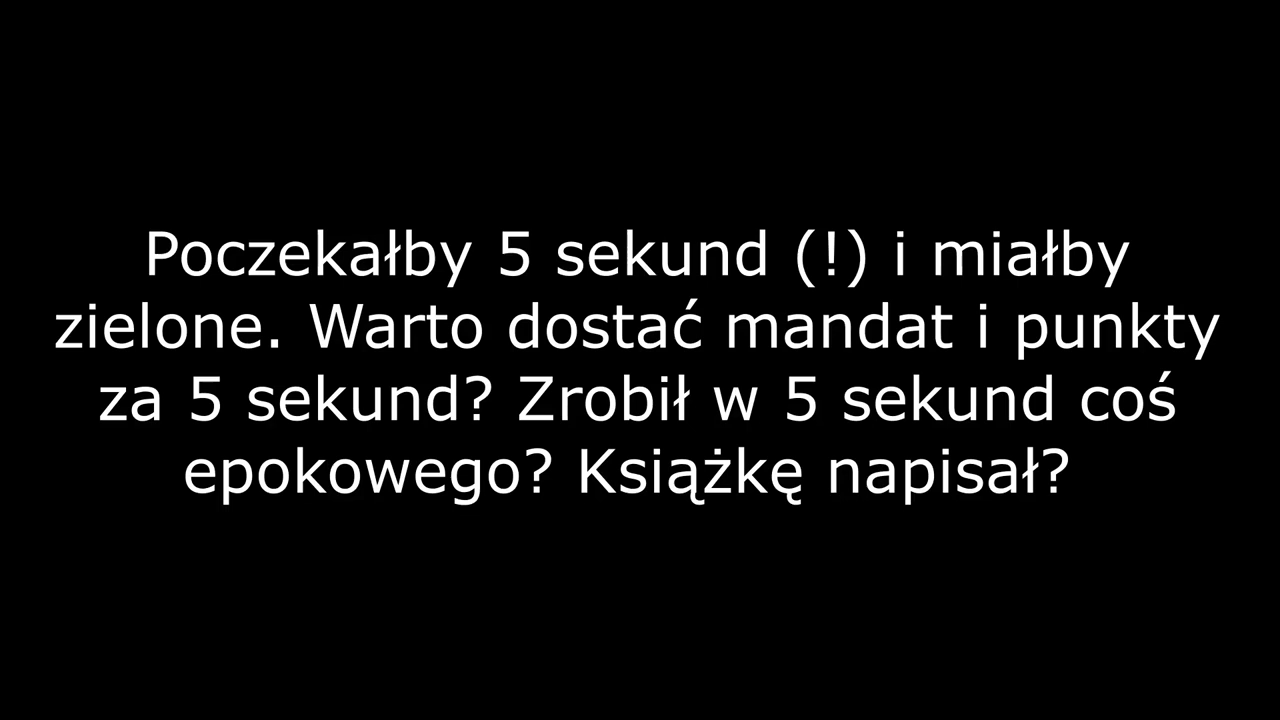 Poczekałby 5 sekund (!) i miałby
zielone. Warto dostać mandat i punkty
za 5 sekund? Zrobił w 5 sekund coś
epokowego? Książkę napisał?